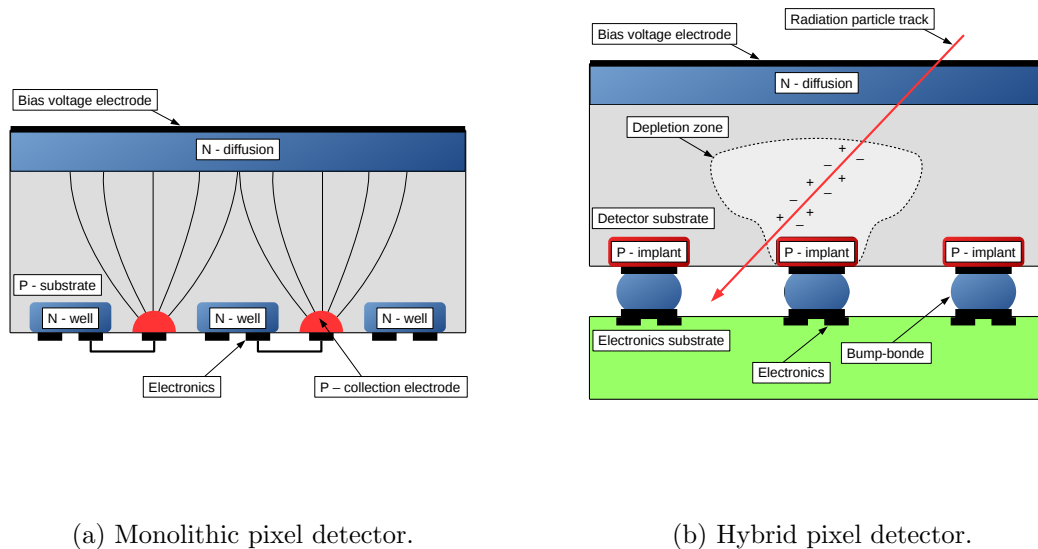 Bias voltage electrode
N - diffusion
P - substrate
N - well
N - well
N - well
Electronics
P – collection electrode
(a) Monolithic pixel detector.
Radiation particle track
Bias voltage electrode
N - diffusion
Depletion zone
+
–
+
–
+
–
+
–
+
–
Detector substrate
P - implant
P - implant
P - implant
Electronics substrate
Electronics
Bump-bonde
(b) Hybrid pixel detector.